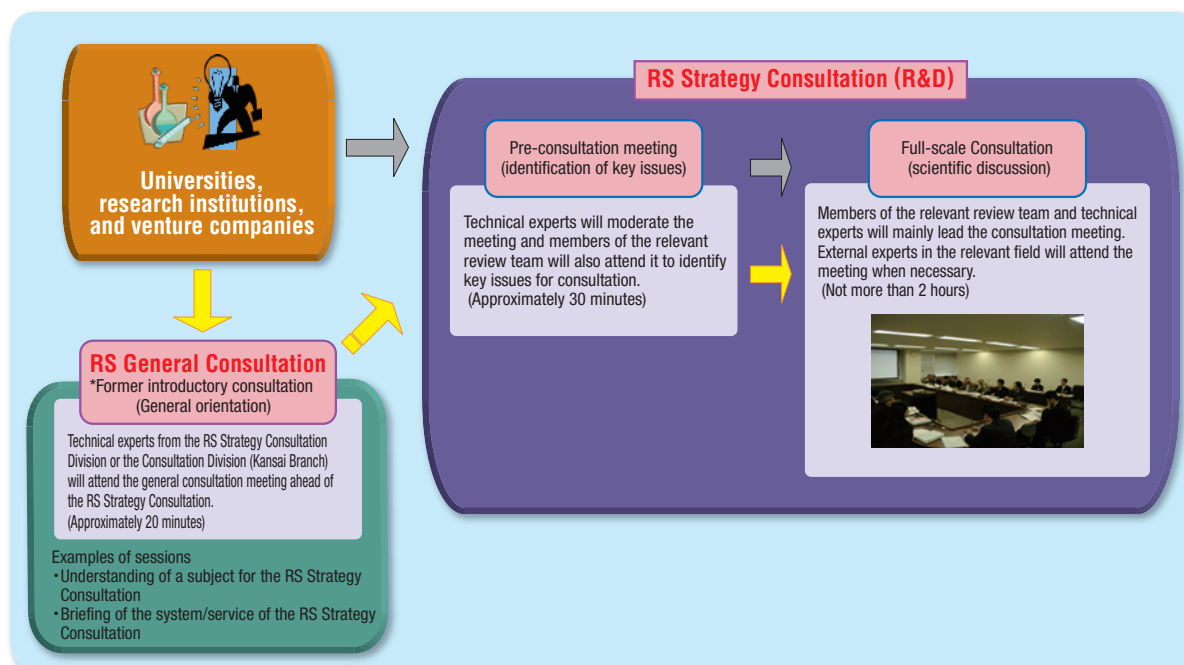 Universities,
research institutions,
and venture companies
RS General Consultation
*Former introductory consultation
(General orientation)
Technical experts from the RS Strategy Consultation
Division or the Consultation Division (Kansai Branch)
will attend the general consultation meeting ahead of
the RS Strategy Consultation.
(Approximately 20 minutes)
Examples of sessions
・Understanding of a subject for the RS Strategy
Consultation
・Briefing of the system/service of the RS Strategy
Consultation
RS Strategy Consultation (R&D)
Pre-consultation meeting
(identification of key issues)
Technical experts will moderate the
meeting and members of the relevant
review team will also attend it to identify
key issues for consultation.
(Approximately 30 minutes)
Full-scale Consultation
(scientific discussion)
Members of the relevant review team and technical
experts will mainly lead the consultation meeting.
External experts in the relevant field will attend the
meeting when necessary.
(Not more than 2 hours)